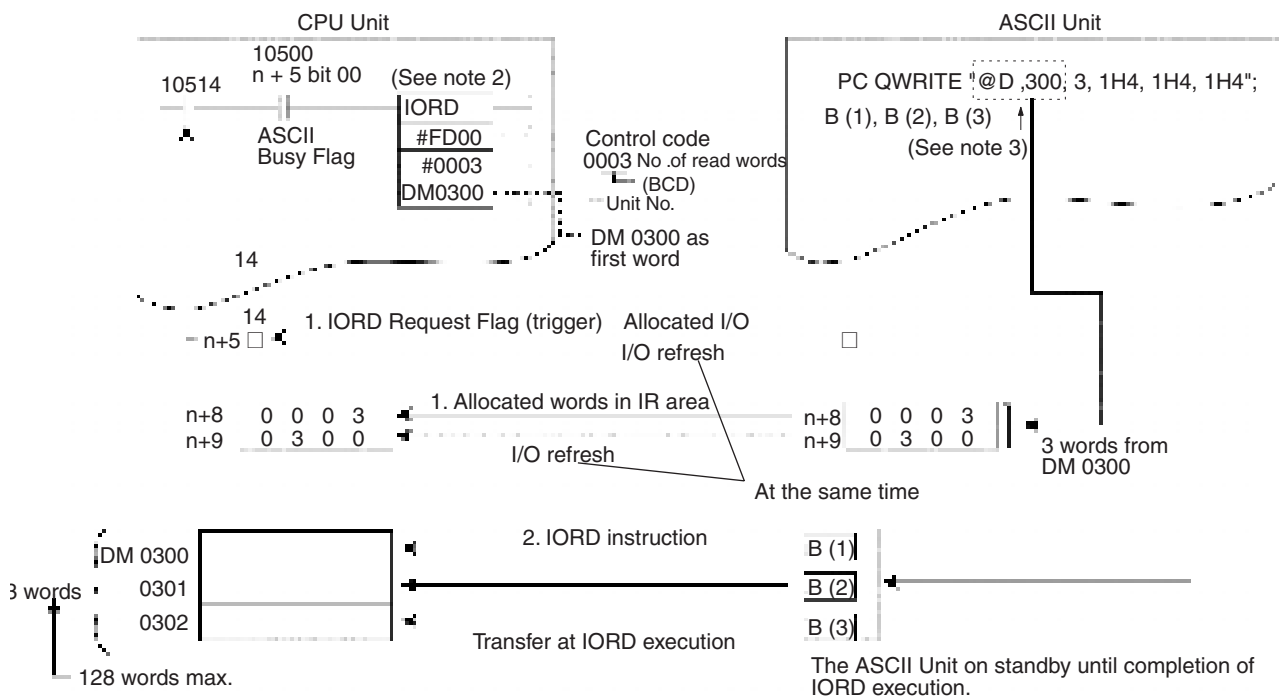 CPU Unit
ASCII Unit
10500
n + 5 bit 00
10514
(See note 2)
IORD
#FD00
#0003
DM0300
ASCII
Busy Flag
Control code
0003 No .of read words
(BCD)
Unit No.
DM 0300 as
first word
PC QWRITE "@D ,300, 3, 1H4, 1H4, 1H4";
B (1), B (2), B (3)
(See note 3)
14
14
n+5
1. IORD Request Flag (trigger)
Allocated I/O
I/O refresh
n+8 0 0 0 3
n+9 0 3 0 0
1. Allocated words in IR area
I/O refresh
n+8 0 0 0 3
n+9 0 3 0 0
3 words from
DM 0300
At the same time
DM 0300
0301
0302
3 words
128 words max.
2. IORD instruction
Transfer at IORD execution
B (1)
B (2)
B (3)
The ASCII Unit on standby until completion of
IORD execution.